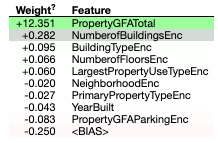 Weight? Feature
+12.351 PropertyGFATotal
+0.282 NumberofBuildingsEnc
+0.095 BuildingTypeEnc
+0.066 NumberofFloorsEnc
+0.060 LargestPropertyUseTypeEnc
-0.020 NeighborhoodEnc
-0.027 PrimaryPropertyTypeEnc
-0.043 YearBuilt
-0.083 PropertyGFAParkingEnc
-0.250 <BIAS>